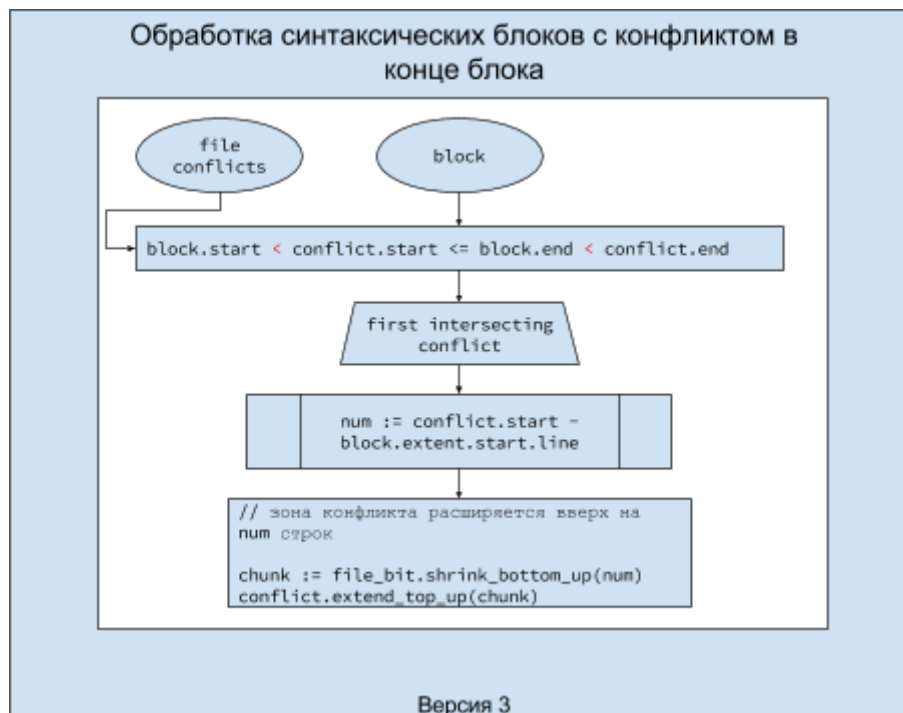 Обработка синтаксических блоков с конфликтом в
конце блока
file
conflicts
block
block.start < conflict.start <= block.end < conflict.end
first intersecting
conflict
num := conflict.start -
block.extent.start.line
// зона конфликта расширяется вверх на
num строк
chunk := file_bit.shrink_bottom_up(num)
conflict.extend_top_up(chunk)
Версия 3